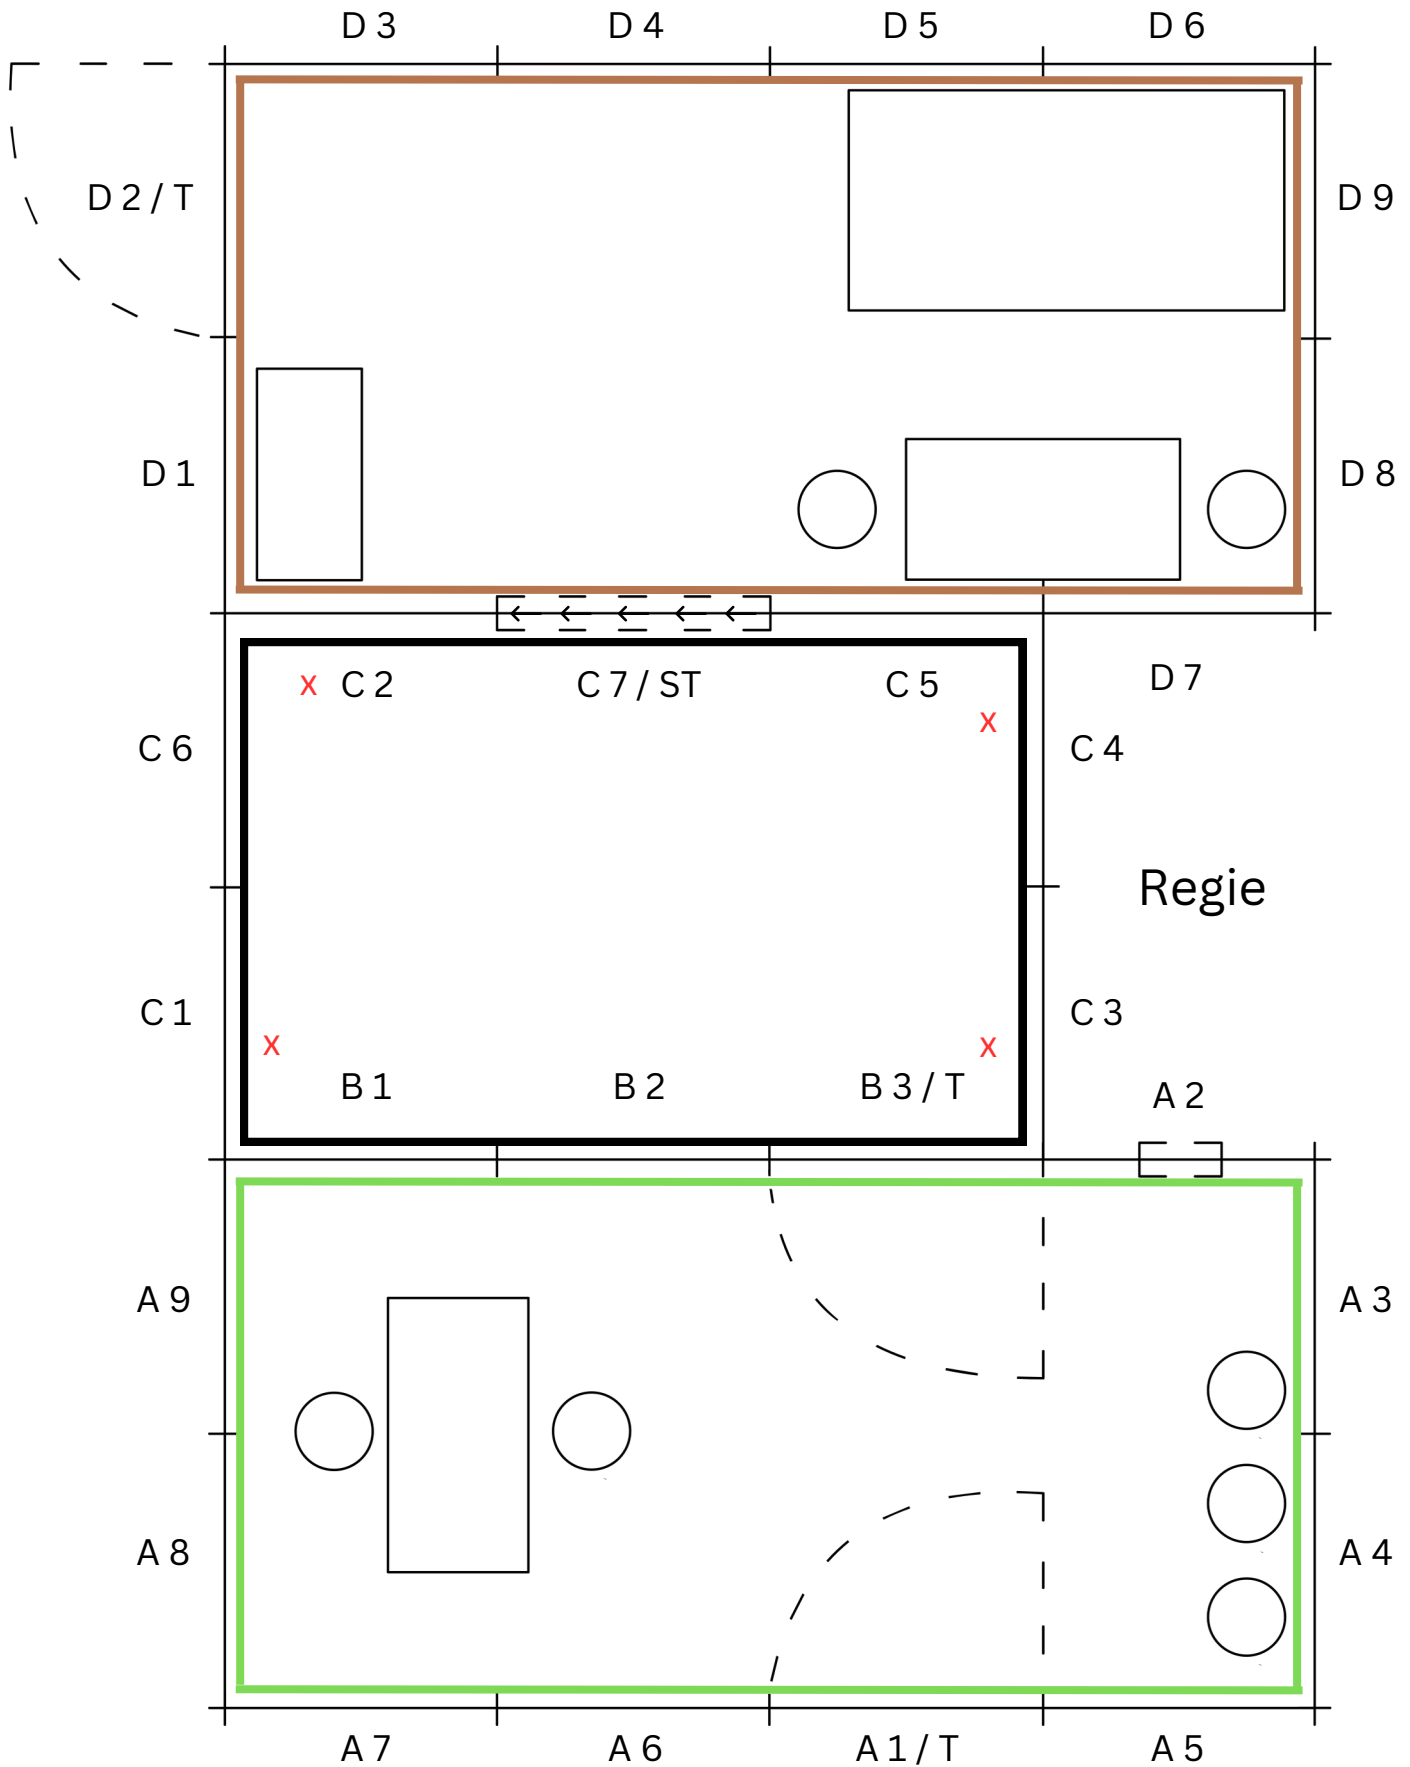 D 3 D 4 D 5 D 6
D 2 / T D 9
D 1 D 8
x C 2 C 7 / ST C 5 D 7
x
C 6 C 4
Regie
C 1 C 3
x x
B 1 B 2 B 3 / T A 2
A 9 A 3
A 8 A 4
A 7 A 6 A 1 / T A 5